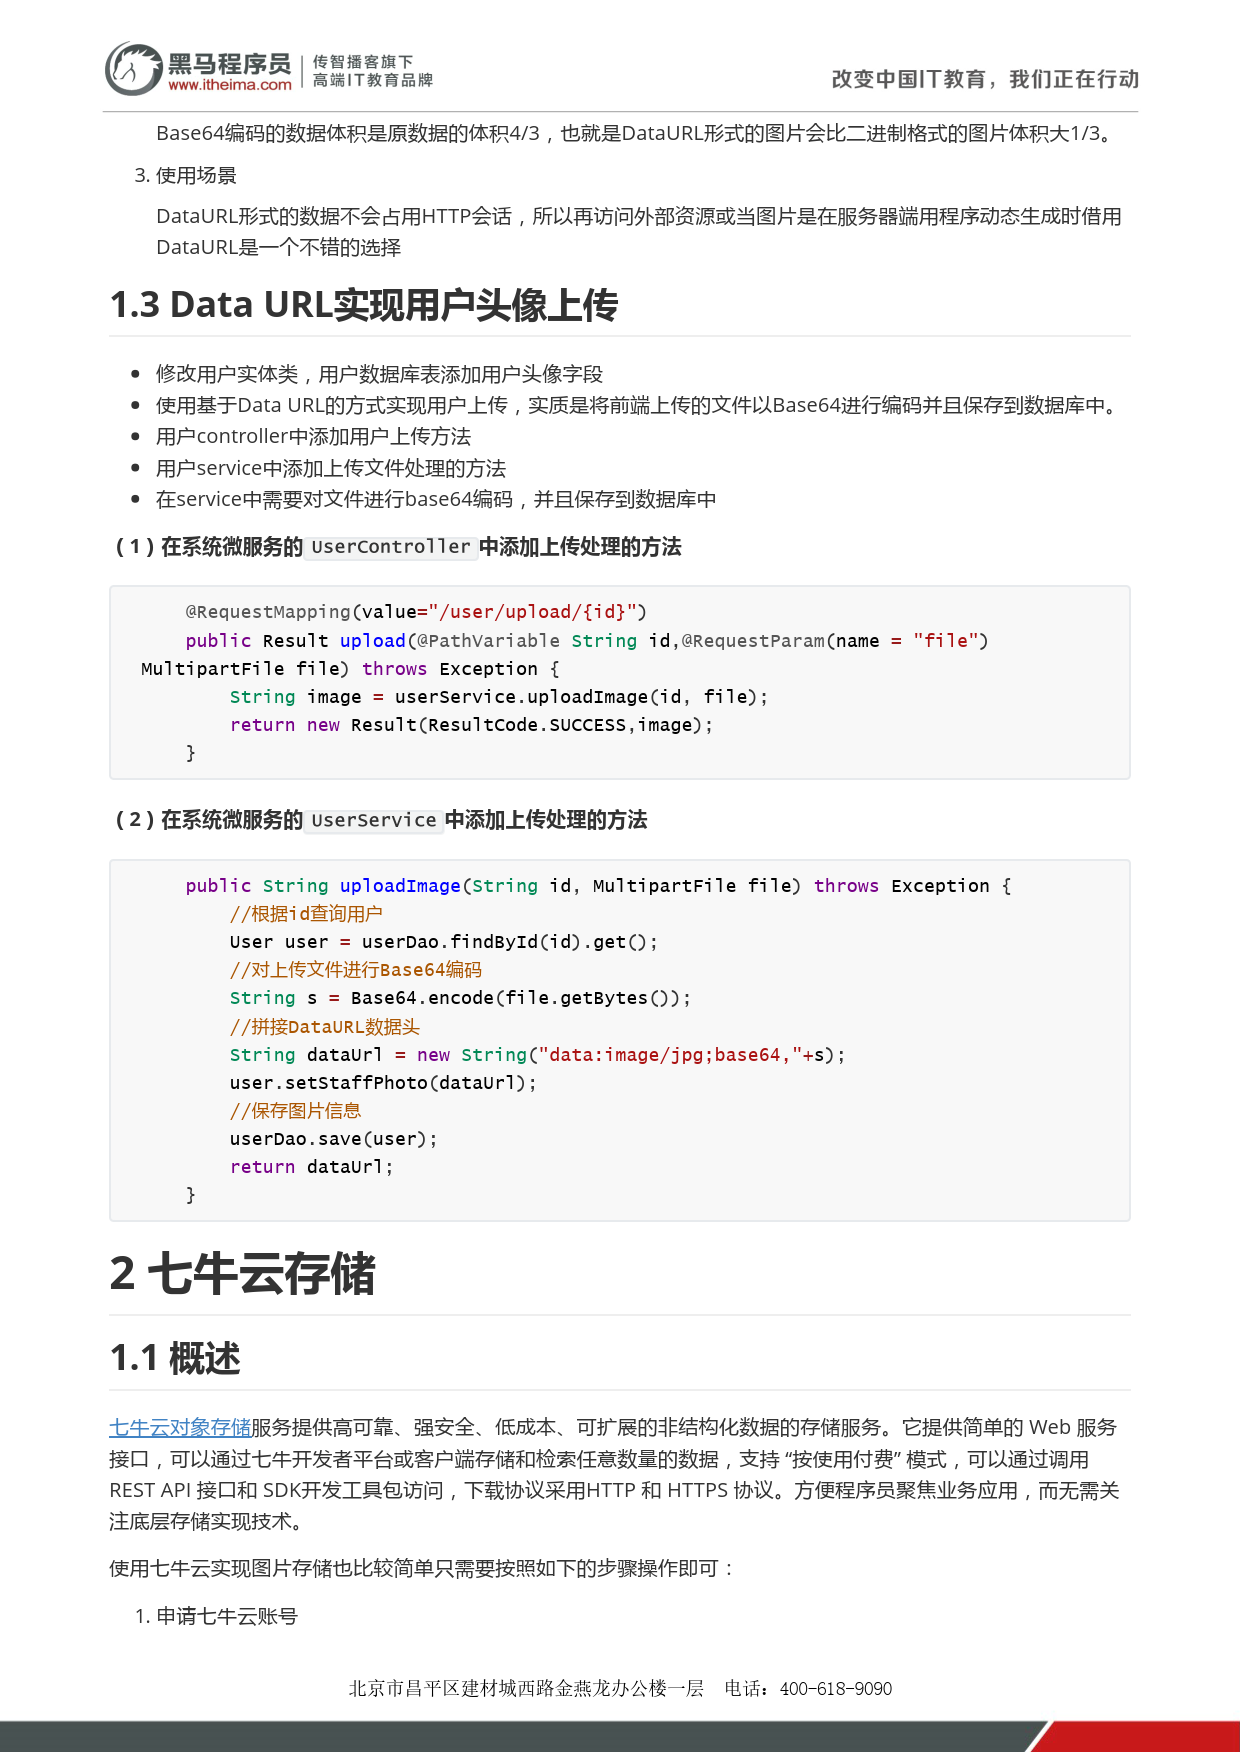 黑马程序员
www.itheima.com
传智播客旗下
高端IT教育品牌
改变中国IT教育，我们正在行动
Base64编码的数据体积是原数据的体积4/3，也就是DataURL形式的图片会比二进制格式的图片体积大1/3。
3. 使用场景
DataURL形式的数据不会占用HTTP会话，所以再访问外部资源或当图片是在服务器端用程序动态生成时借用
DataURL是一个不错的选择
1.3 Data URL实现用户头像上传
修改用户实体类，用户数据库表添加用户头像字段
使用基于Data URL的方式实现用户上传，实质是将前端上传的文件以Base64进行编码并且保存到数据库中。
用户controller中添加用户上传方法
用户service中添加上传文件处理的方法
在service中需要对文件进行base64编码，并且保存到数据库中
（1）在系统微服务的 UserController 中添加上传处理的方法
@RequestMapping(value="/user/upload/{id}")
public Result upload(@PathVariable String id,@RequestParam(name = "file")
MultipartFile file) throws Exception {
String image = userService.uploadImage(id, file);
return new Result(ResultCode.SUCCESS,image);
}
（2）在系统微服务的 UserService 中添加上传处理的方法
public String uploadImage(String id, MultipartFile file) throws Exception {
//根据id查询用户
User user = userDao.findById(id).get();
//对上传文件进行Base64编码
String s = Base64.encode(file.getBytes());
//拼接DataURL数据头
String dataUrl = new String("data:image/jpg;base64,"+s);
user.setStaffPhoto(dataUrl);
//保存图片信息
userDao.save(user);
return dataUrl;
}
2 七牛云存储
1.1 概述
七牛云对象存储服务提供高可靠、强安全、低成本、可扩展的非结构化数据的存储服务。它提供简单的 Web 服务
接口，可以通过七牛开发者平台或客户端存储和检索任意数量的数据，支持 “按使用付费” 模式，可以通过调用
REST API 接口和 SDK开发工具包访问，下载协议采用HTTP 和 HTTPS 协议。方便程序员聚焦业务应用，而无需关
注底层存储实现技术。
使用七牛云实现图片存储也比较简单只需要按照如下的步骤操作即可：
1. 申请七牛云账号
北京市昌平区建材城西路金燕龙办公楼一层 电话：400-618-9090